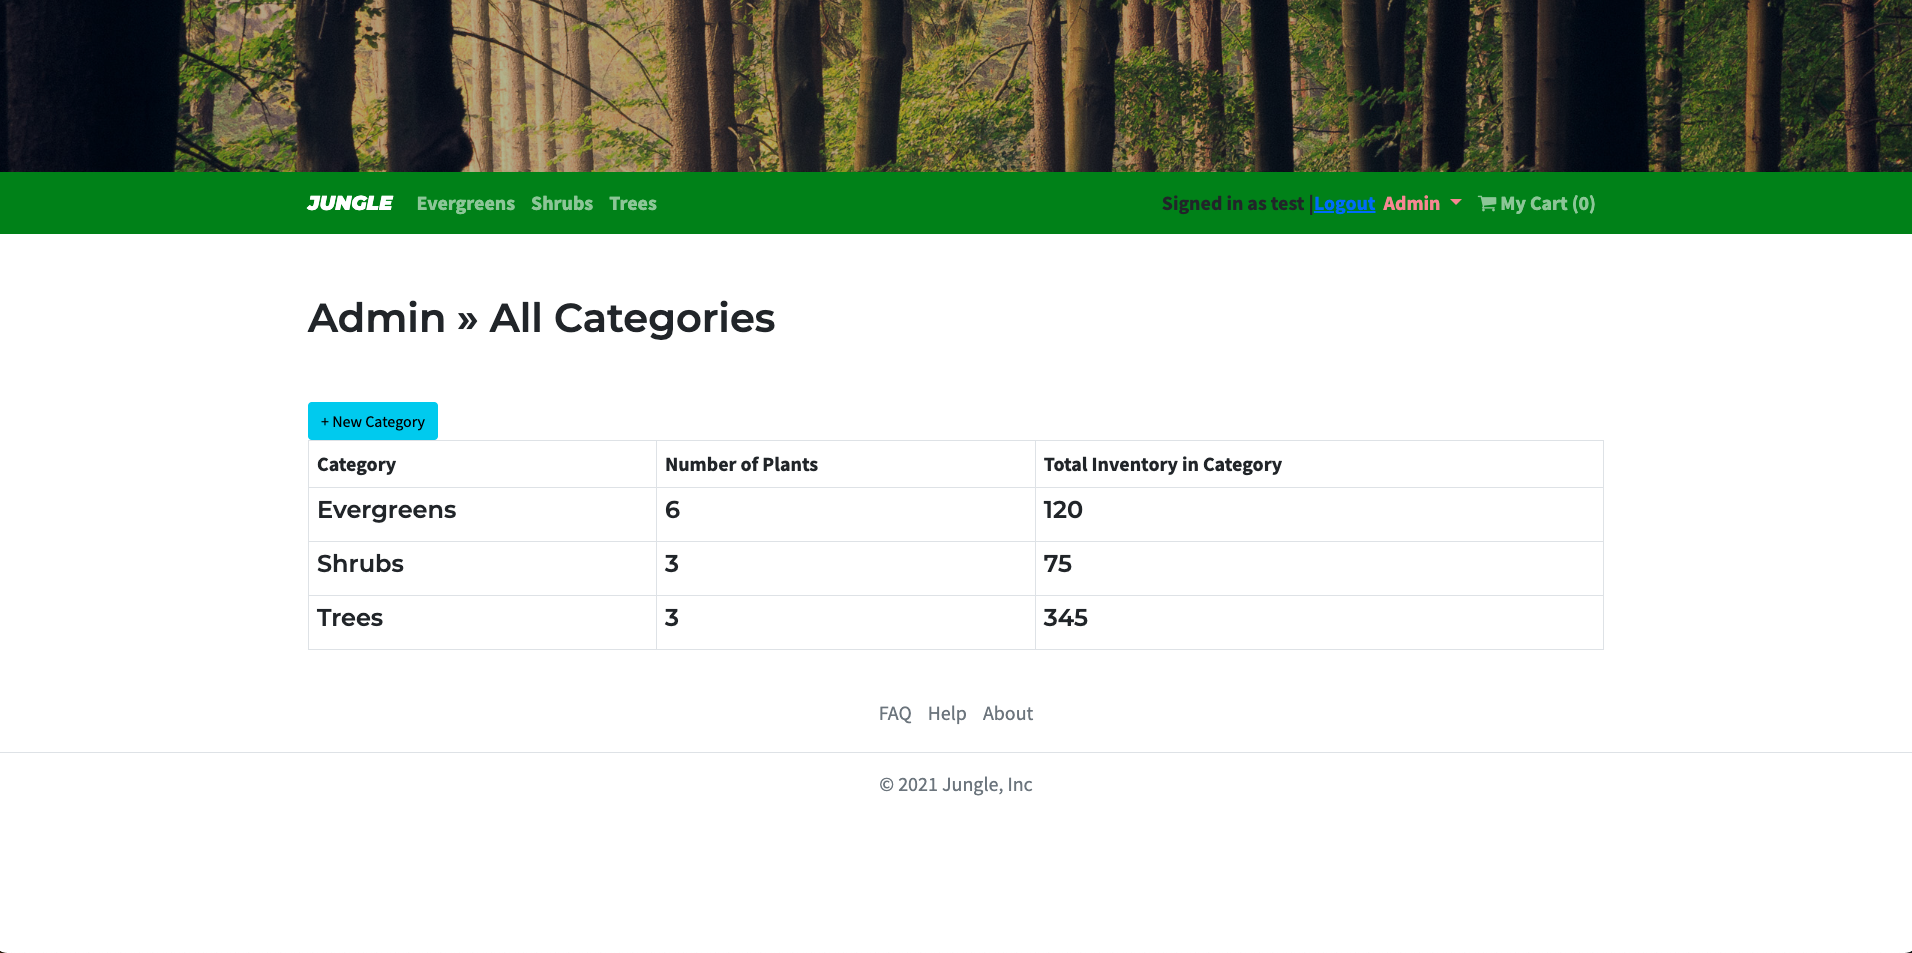 JUNGLE Evergreens Shrubs Trees Signed in as test |Logout Admin My Cart (0)
Admin » All Categories
+ New Category
Category Number of Plants Total Inventory in Category
Evergreens 6 120
Shrubs 3 75
Trees 3 345
FAQ Help About
© 2021 Jungle, Inc